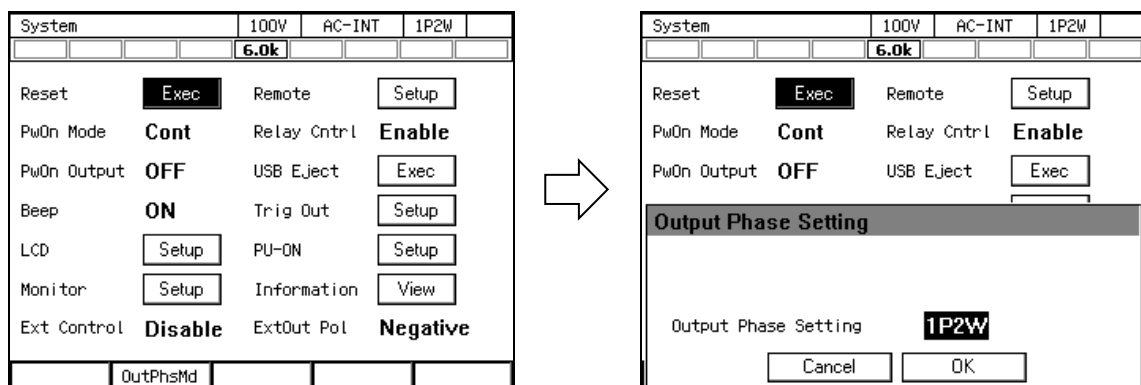 System 100V AC-INT 1P2W
6.0k
Reset Exec Remote Setup
PwOn Mode Cont Relay Cntrl Enable
PwOn Output OFF USB Eject Exec
Beep ON Trig Out Setup
LCD Setup PU-ON Setup
Monitor Setup Information View
Ext Control Disable ExtOut Pol Negative
OutPhsMd
System 100V AC-INT 1P2W
6.0k
Reset Exec Remote Setup
PwOn Mode Cont Relay Cntrl Enable
PwOn Output OFF USB Eject Exec
Output Phase Setting
Output Phase Setting 1P2W
Cancel OK